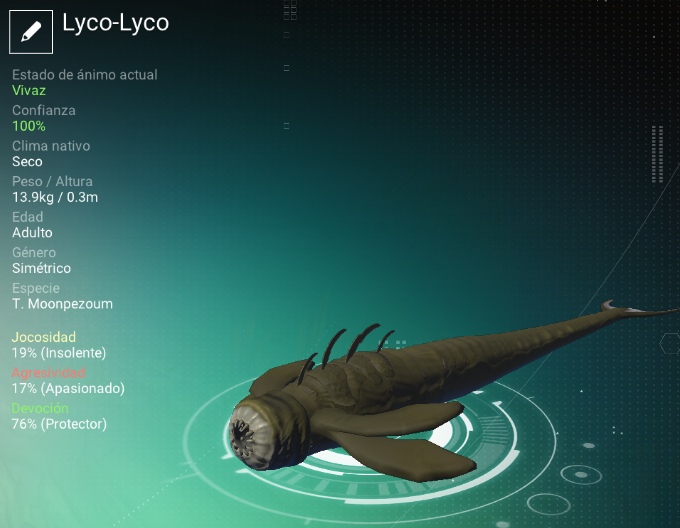 Lyco-Lyco
Estado de ánimo actual
Vivaz
Confianza
100%
Clima nativo
Seco
Peso / Altura
13.9kg / 0.3m
Edad
Adulto
Género
Simétrico
Especie
T. Moonpezoum
Jocosidad
19% (Insolente)
Agresividad
17% (Apasionado)
Devoción
76% (Protector)